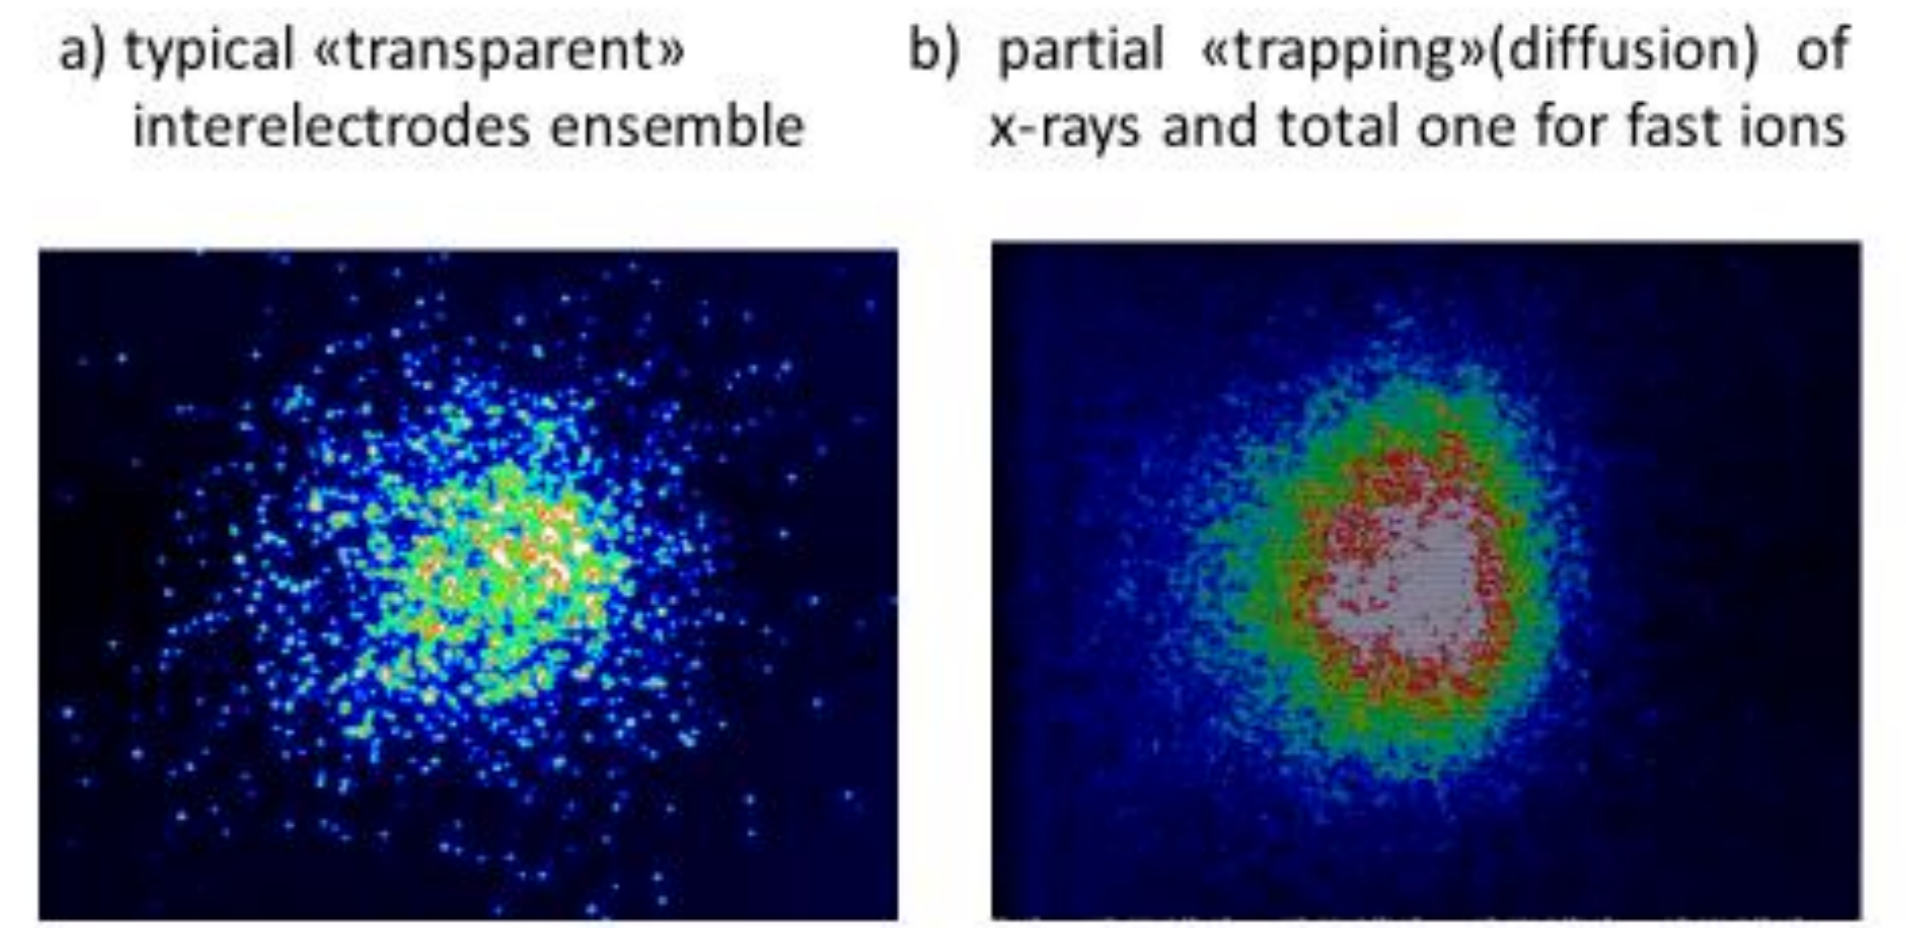 a) typical «transparent»
interelectrodes ensemble
b) partial «trapping»(diffusion) of
x-rays and total one for fast ions